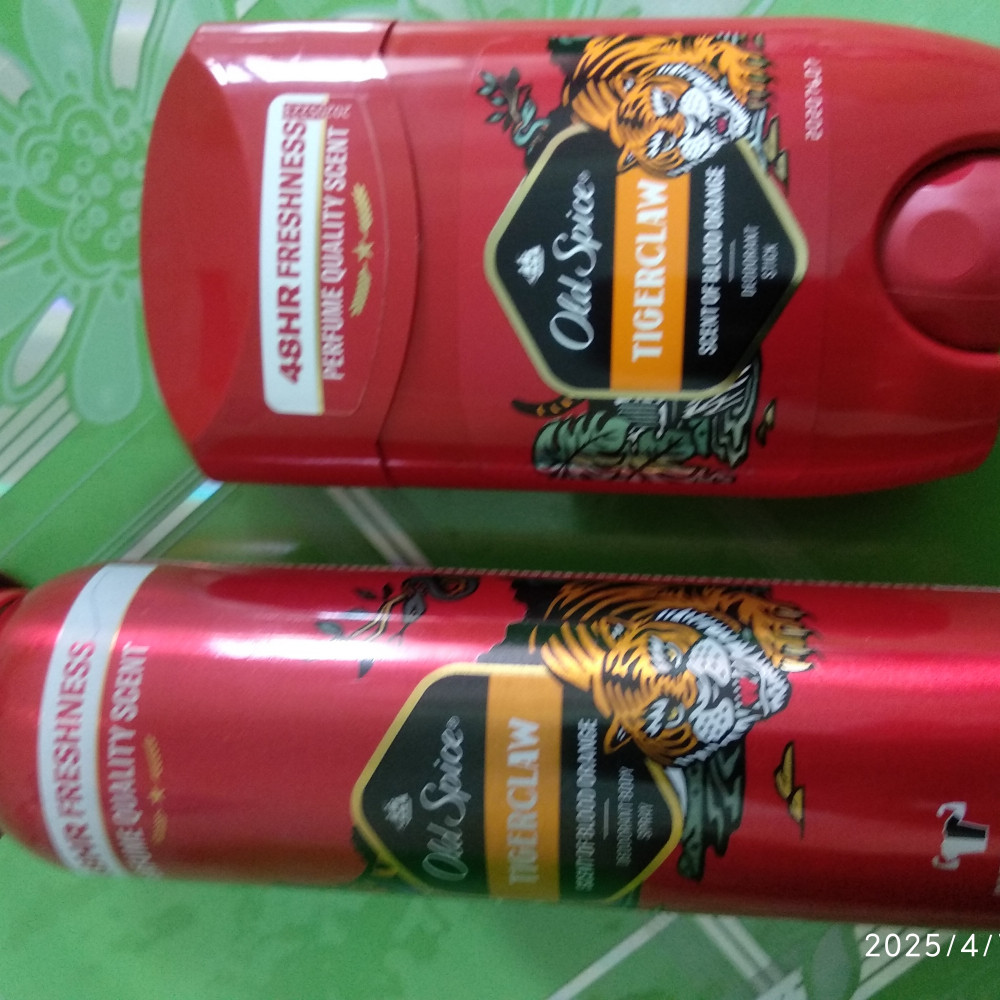 48HR FRESHNESS
PERFUME QUALITY SCENT
Old Spice®
TIGERCLAW
SCENT OF BLOOD ORANGE
DEODORANT
STICK
48HR FRESHNESS
PERFUME QUALITY SCENT
Old Spice®
TIGERCLAW
SCENT OF BLOOD ORANGE
DEODORANT BODY
SPRAY
2025/4/